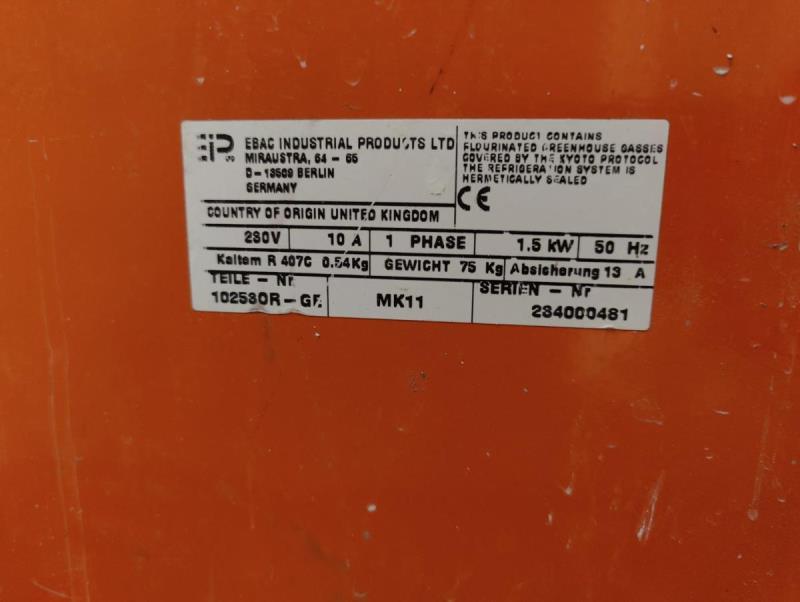 EIP LTD
EBAC INDUSTRIAL PRODUCTS LTD
MIRAUSTRA, 64 - 65
D-13509 BERLIN
GERMANY
THIS PRODUCT CONTAINS
FLOURINATED GREENHOUSE GASSES
COVERED BY THE KYOTO PROTOCOL
THE REFRIGERATION SYSTEM IS
HERMETICALLY SEALED
CE
COUNTRY OF ORIGIN UNITED KINGDOM
230V 10 A 1 PHASE 1.5 kW 50 Hz
Kaltem R 407C 0.54Kg GEWICHT 75 Kg Absicherung 13 A
TEILE - Nr
102530R-GE
MK11
SERIEN - Nr
234000481